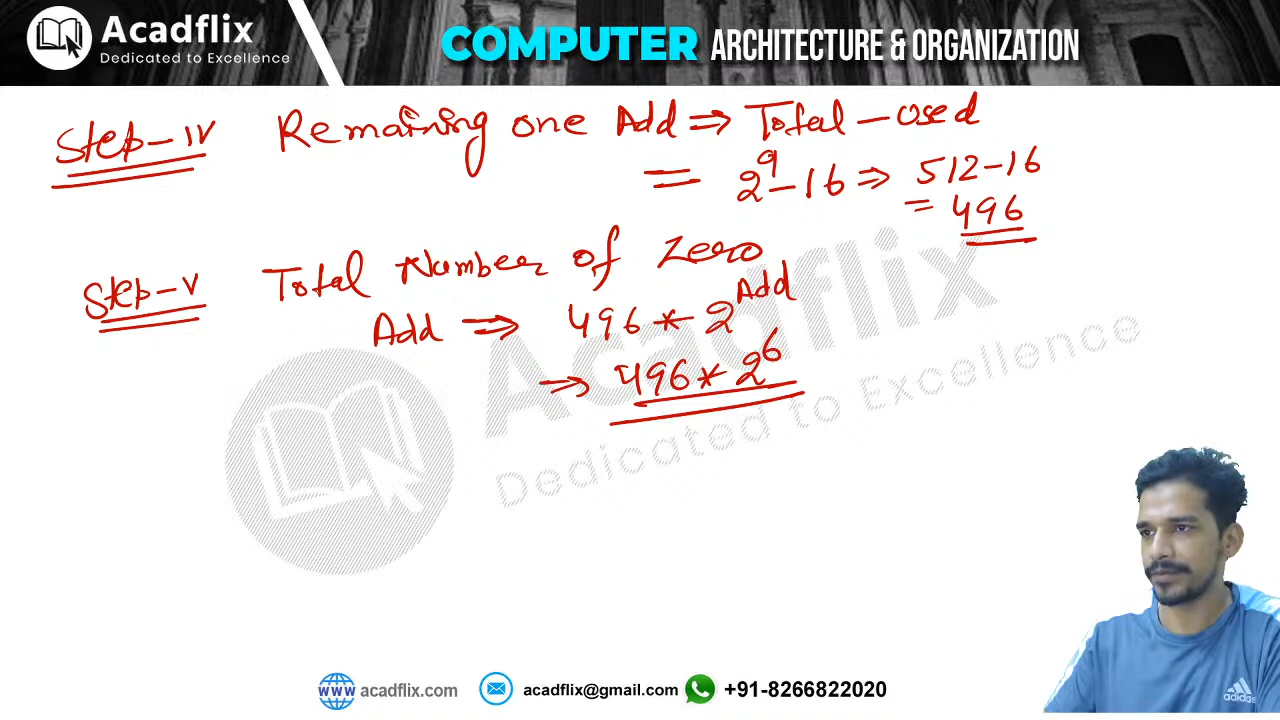 Acadflix
Dedicated to Excellence
COMPUTER ARCHITECTURE & ORGANIZATION
Step-IV Remaining one Add ⇒ Total - used
= 2^9 - 16 ⇒ 512 - 16
= 496
Step-V Total Number of Zero
Add ⇒ 496 * 2^Add
⇒ 496 * 2^6
Acadflix
Dedicated to Excellence
www acadflix.com acadflix@gmail.com +91-8266822020
adidas